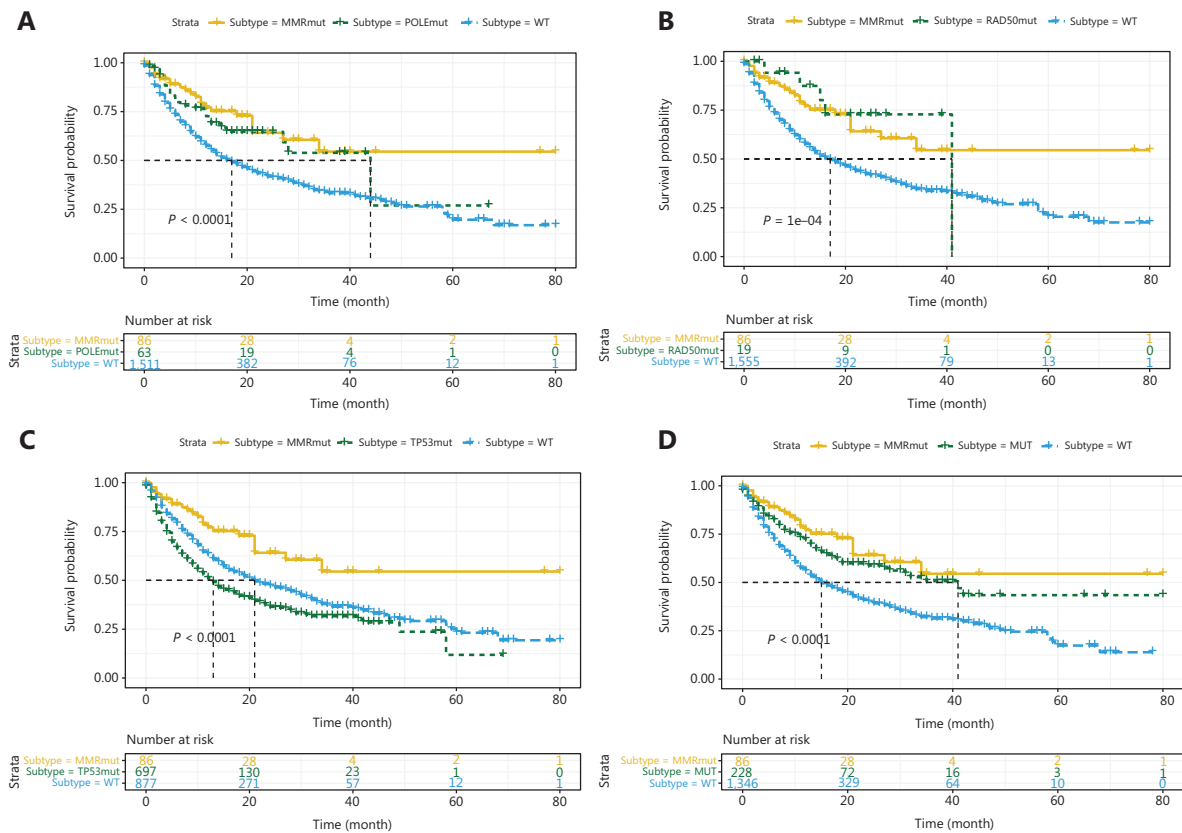 A
Strata Subtype = MMRmut Subtype = POLEmut Subtype = WT
Survival probability
1.00
0.75
0.50
0.25
0.00
P < 0.0001
0 20 40 60 80
Time (month)
Number at risk
Strata
Subtype = MMRmut 86 28 4 2 1
Subtype = POLEmut 63 19 4 1 0
Subtype = WT 1,511 382 76 12 1
0 20 40 60 80
Time (month)
B
Strata Subtype = MMRmut Subtype = RAD50mut Subtype = WT
Survival probability
1.00
0.75
0.50
0.25
0.00
P = 1e–04
0 20 40 60 80
Time (month)
Number at risk
Strata
Subtype = MMRmut 86 28 4 2 1
Subtype = RAD50mut 19 9 1 0 0
Subtype = WT 1,555 392 79 13 1
0 20 40 60 80
Time (month)
C
Strata Subtype = MMRmut Subtype = TP53mut Subtype = WT
Survival probability
1.00
0.75
0.50
0.25
0.00
P < 0.0001
0 20 40 60 80
Time (month)
Number at risk
Strata
Subtype = MMRmut 86 28 4 2 1
Subtype = TP53mut 697 130 23 1 0
Subtype = WT 877 271 57 12 1
0 20 40 60 80
Time (month)
D
Strata Subtype = MMRmut Subtype = MUT Subtype = WT
Survival probability
1.00
0.75
0.50
0.25
0.00
P < 0.0001
0 20 40 60 80
Time (month)
Number at risk
Strata
Subtype = MMRmut 86 28 4 2 1
Subtype = MUT 228 72 16 3 1
Subtype = WT 1,346 329 64 10 0
0 20 40 60 80
Time (month)